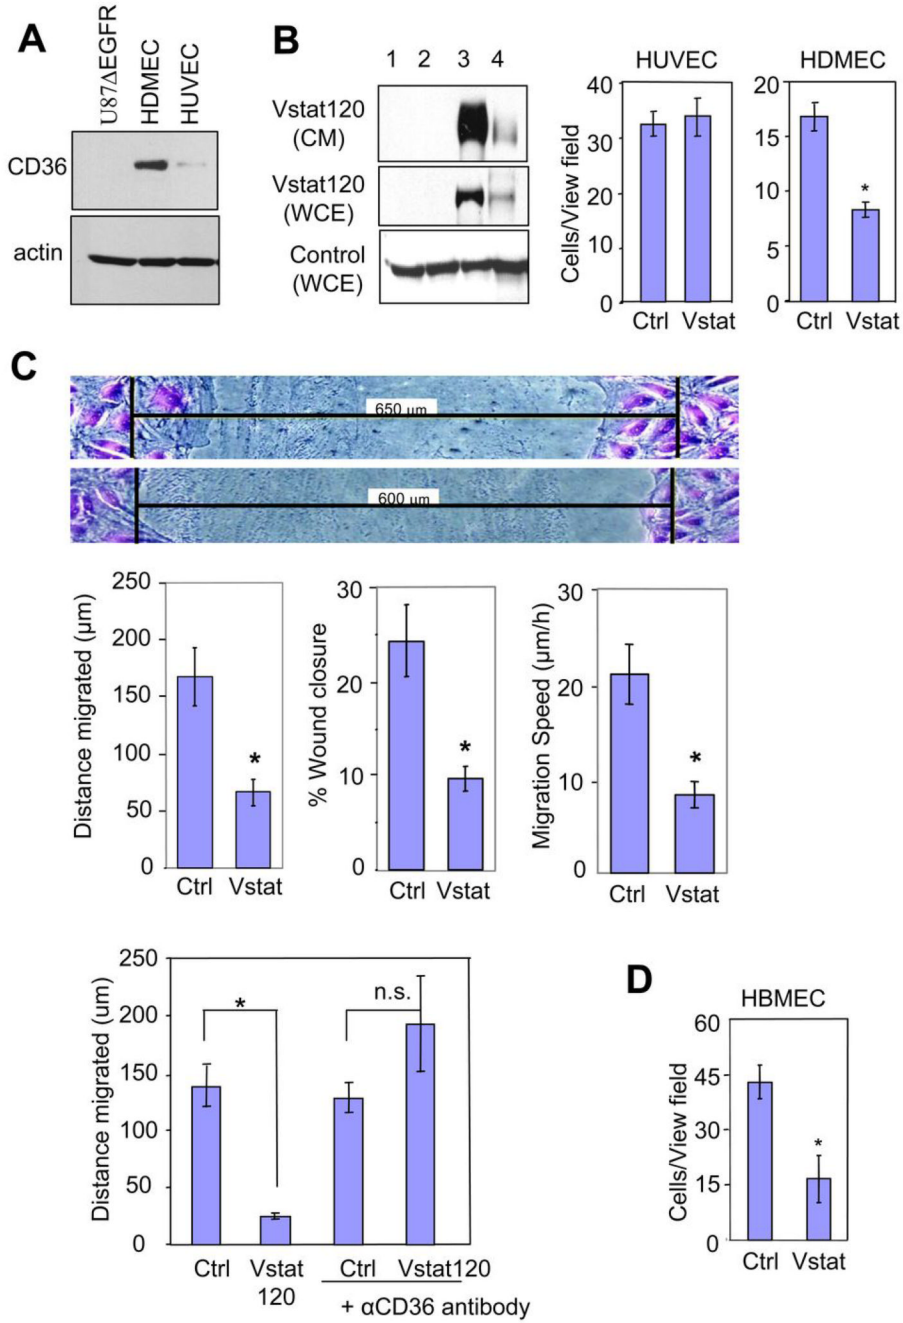 A
U87ΔEGFR
HDMEC
HUVEC
CD36
actin
B
1 2 3 4
Vstat120
(CM)
Vstat120
(WCE)
Control
(WCE)
HUVEC
Cells/View field
40
30
20
10
0
Ctrl Vstat
HDMEC
20
15
10
5
0
*
Ctrl Vstat
C
650 µm
600 µm
Distance migrated (µm)
250
200
150
100
50
0
*
Ctrl Vstat
% Wound closure
30
20
10
0
*
Ctrl Vstat
Migration Speed (µm/h)
30
20
10
0
*
Ctrl Vstat
Distance migrated (um)
250
200
150
100
50
0
*
n.s.
Ctrl Vstat Ctrl Vstat120
120
+ αCD36 antibody
D
HBMEC
Cells/View field
60
45
30
15
0
*
Ctrl Vstat